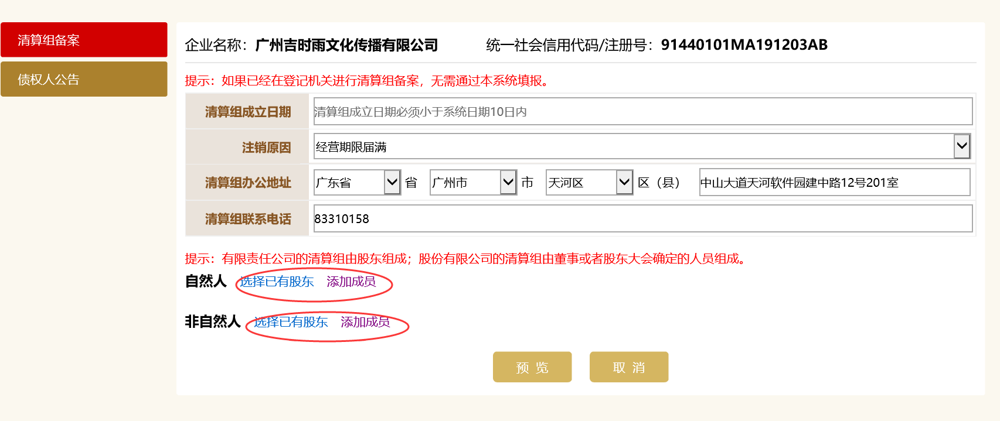 清算组备案
债权人公告
企业名称：广州吉时雨文化传播有限公司 统一社会信用代码/注册号：91440101MA191203AB
提示：如果已经在登记机关进行清算组备案，无需通过本系统填报。
清算组成立日期 清算组成立日期必须小于系统日期10日内
注销原因 经营期限届满
清算组办公地址 广东省 省 广州市 市 天河区 区（县） 中山大道天河软件园建中路12号201室
清算组联系电话 83310158
提示：有限责任公司的清算组由股东组成；股份有限公司的清算组由董事或者股东大会确定的人员组成。
自然人 选择已有股东 添加成员
非自然人 选择已有股东 添加成员
预 览 取 消